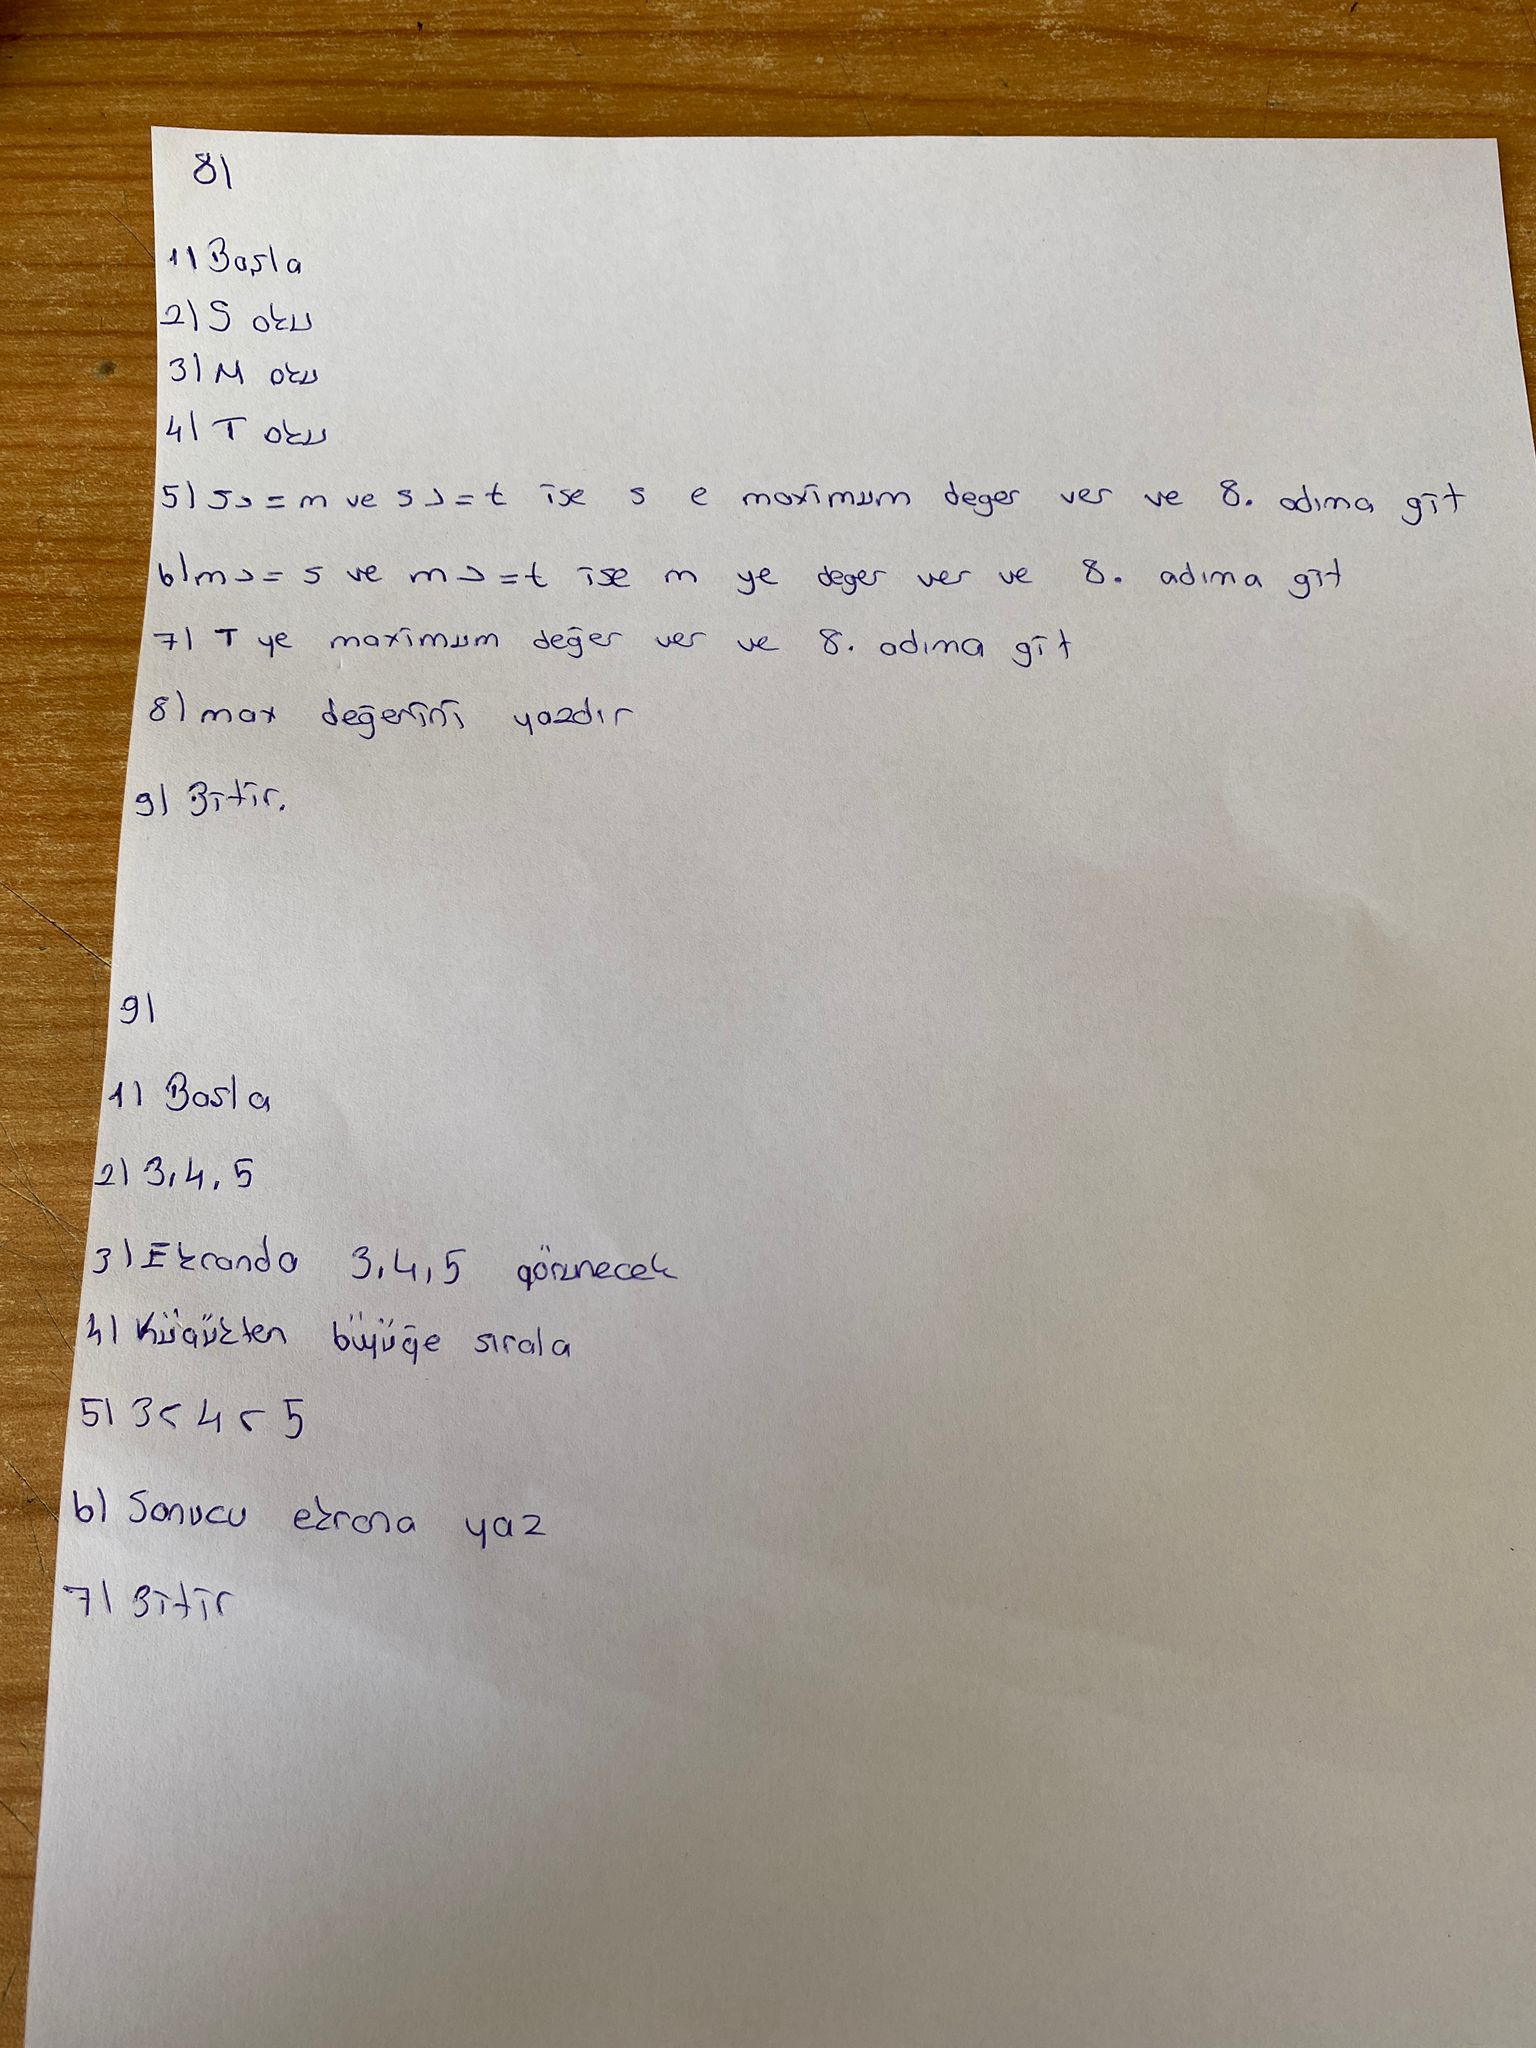 8)
1) Başla
2) S oku
3) M oku
4) T oku
5) s>=m ve s>=t ise s e maximum deger ver ve 8. adıma git
6) m>=s ve m>=t ise m ye deger ver ve 8. adıma git
7) T ye maximum değer ver ve 8. adıma git
8) max değerini yazdır
9) Bitir.
9)
1) Basla
2) 3,4,5
3) Ekranda 3,4,5 görünecek
4) Küçükten büyüğe sırala
5) 3<4<5
6) Sonucu ekrana yaz
7) Bitir